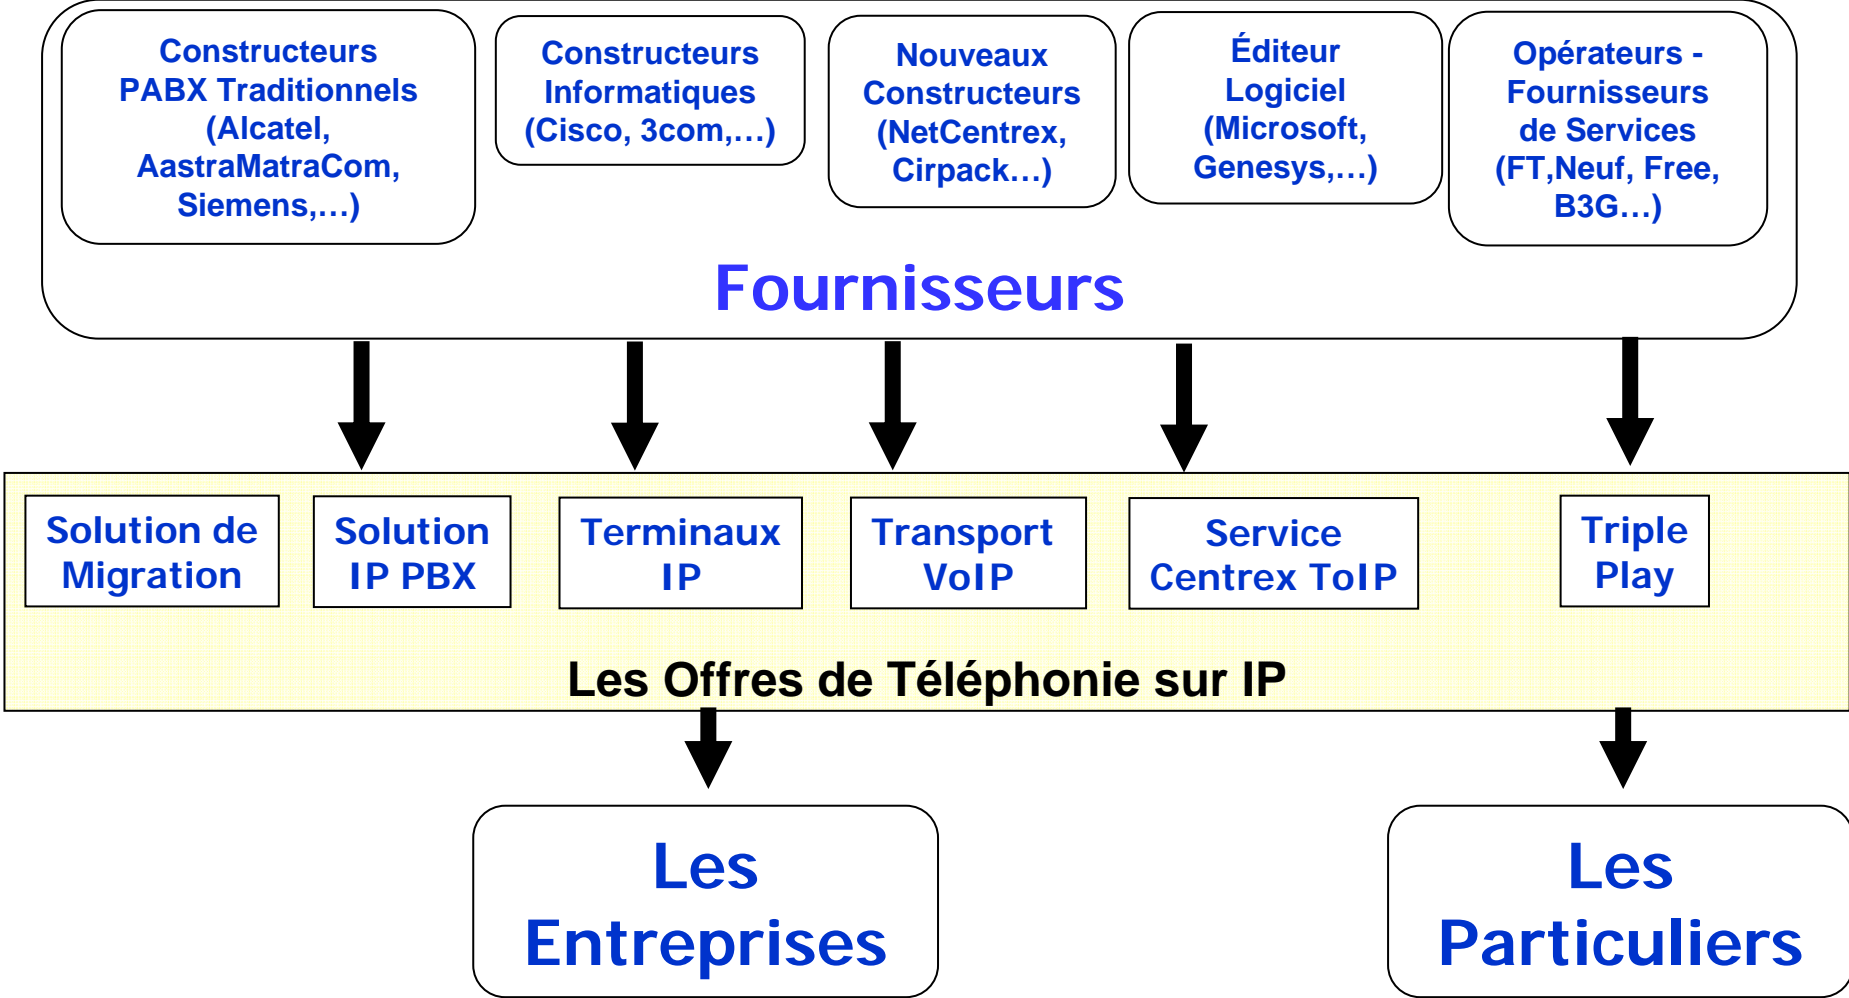 Constructeurs
PABX Traditionnels
(Alcatel,
AastraMatraCom,
Siemens,…)
Constructeurs
Informatiques
(Cisco, 3com,…)
Nouveaux
Constructeurs
(NetCentrex,
Cirpack…)
Éditeur
Logiciel
(Microsoft,
Genesys,…)
Opérateurs -
Fournisseurs
de Services
(FT,Neuf, Free,
B3G…)
Fournisseurs
Solution de
Migration
Solution
IP PBX
Terminaux
IP
Transport
VoIP
Service
Centrex ToIP
Triple
Play
Les Offres de Téléphonie sur IP
Les
Entreprises
Les
Particuliers